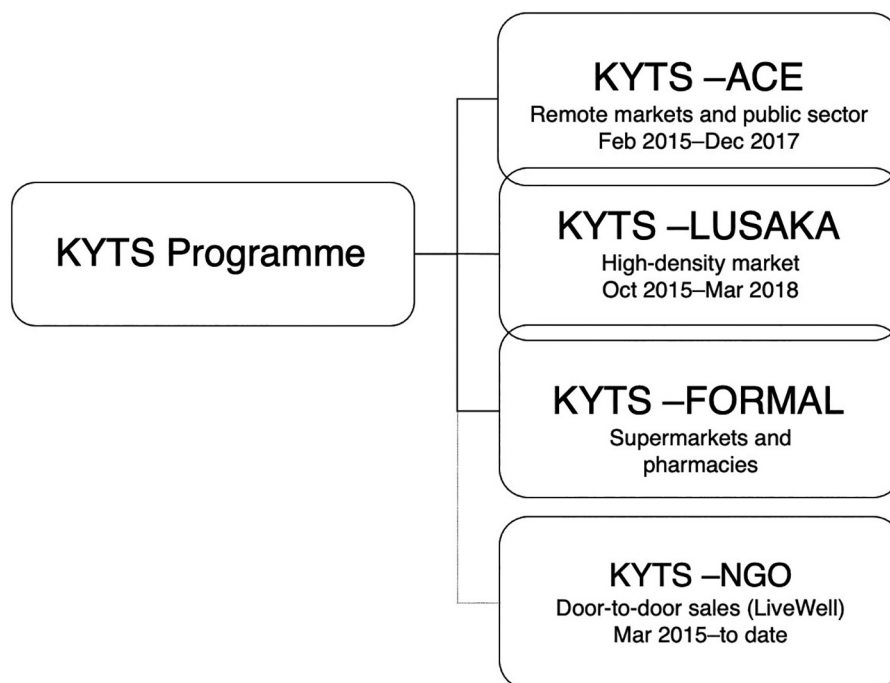 KYTS Programme
KYTS –ACE
Remote markets and public sector
Feb 2015–Dec 2017
KYTS –LUSAKA
High-density market
Oct 2015–Mar 2018
KYTS –FORMAL
Supermarkets and
pharmacies
KYTS –NGO
Door-to-door sales (LiveWell)
Mar 2015–to date